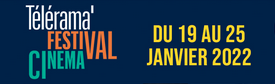 Télérama'
FESTIVAL
CINEMA
DU 19 AU 25
JANVIER 2022